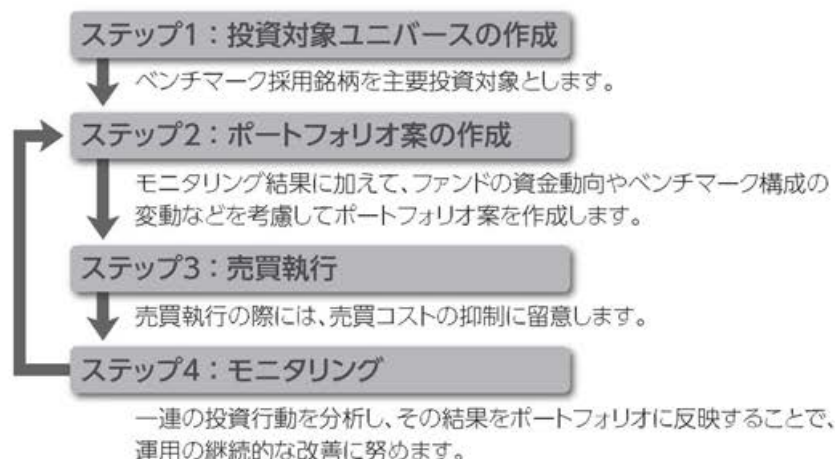 ステップ1：投資対象ユニバースの作成
ベンチマーク採用銘柄を主要投資対象とします。
ステップ2：ポートフォリオ案の作成
モニタリング結果に加えて、ファンドの資金動向やベンチマーク構成の
変動などを考慮してポートフォリオ案を作成します。
ステップ3：売買執行
売買執行の際には、売買コストの抑制に留意します。
ステップ4：モニタリング
一連の投資行動を分析し、その結果をポートフォリオに反映することで、
運用の継続的な改善に努めます。